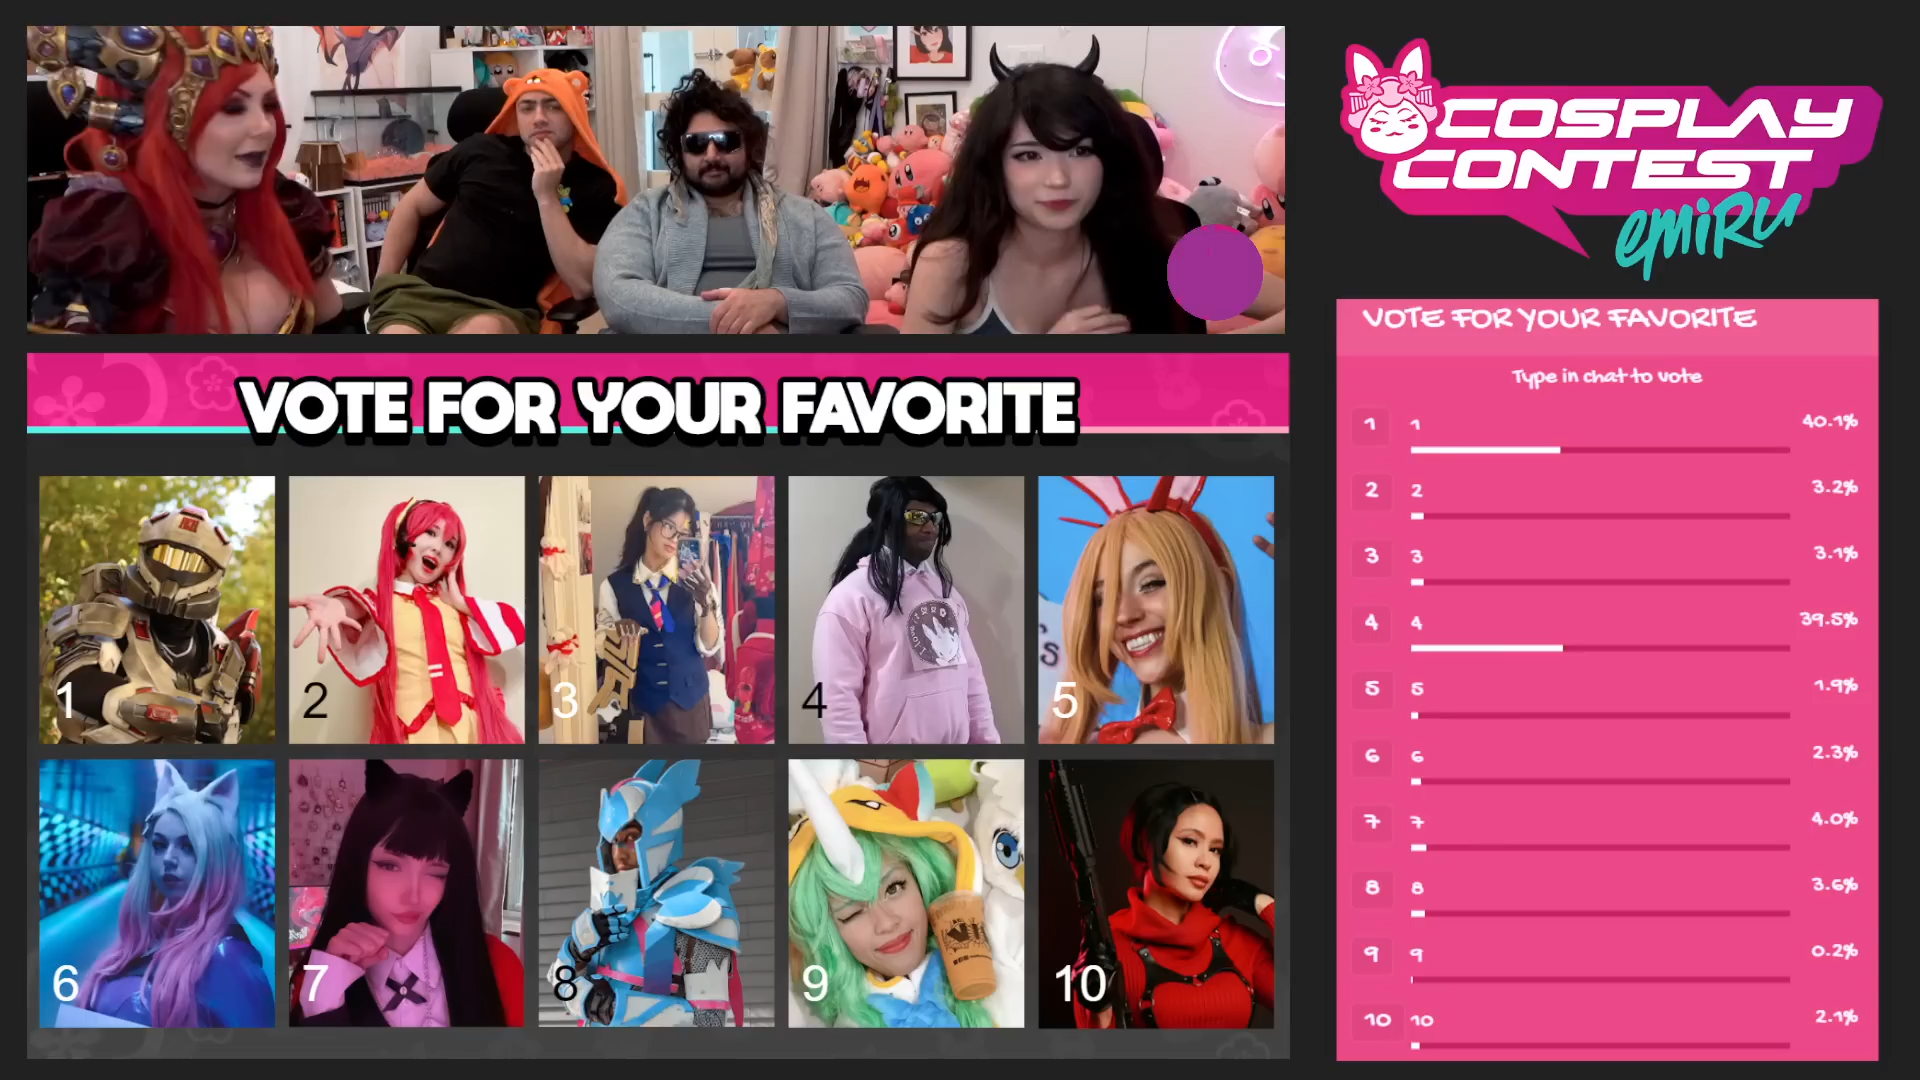 COSPLAY
CONTEST
emiru
VOTE FOR YOUR FAVORITE
1
2
3
4
5
6
7
8
9
10
VOTE FOR YOUR FAVORITE
Type in chat to vote
1 1 40.1%
2 2 3.2%
3 3 3.1%
4 4 39.5%
5 5 1.9%
6 6 2.3%
7 7 4.0%
8 8 3.6%
9 9 0.2%
10 10 2.1%